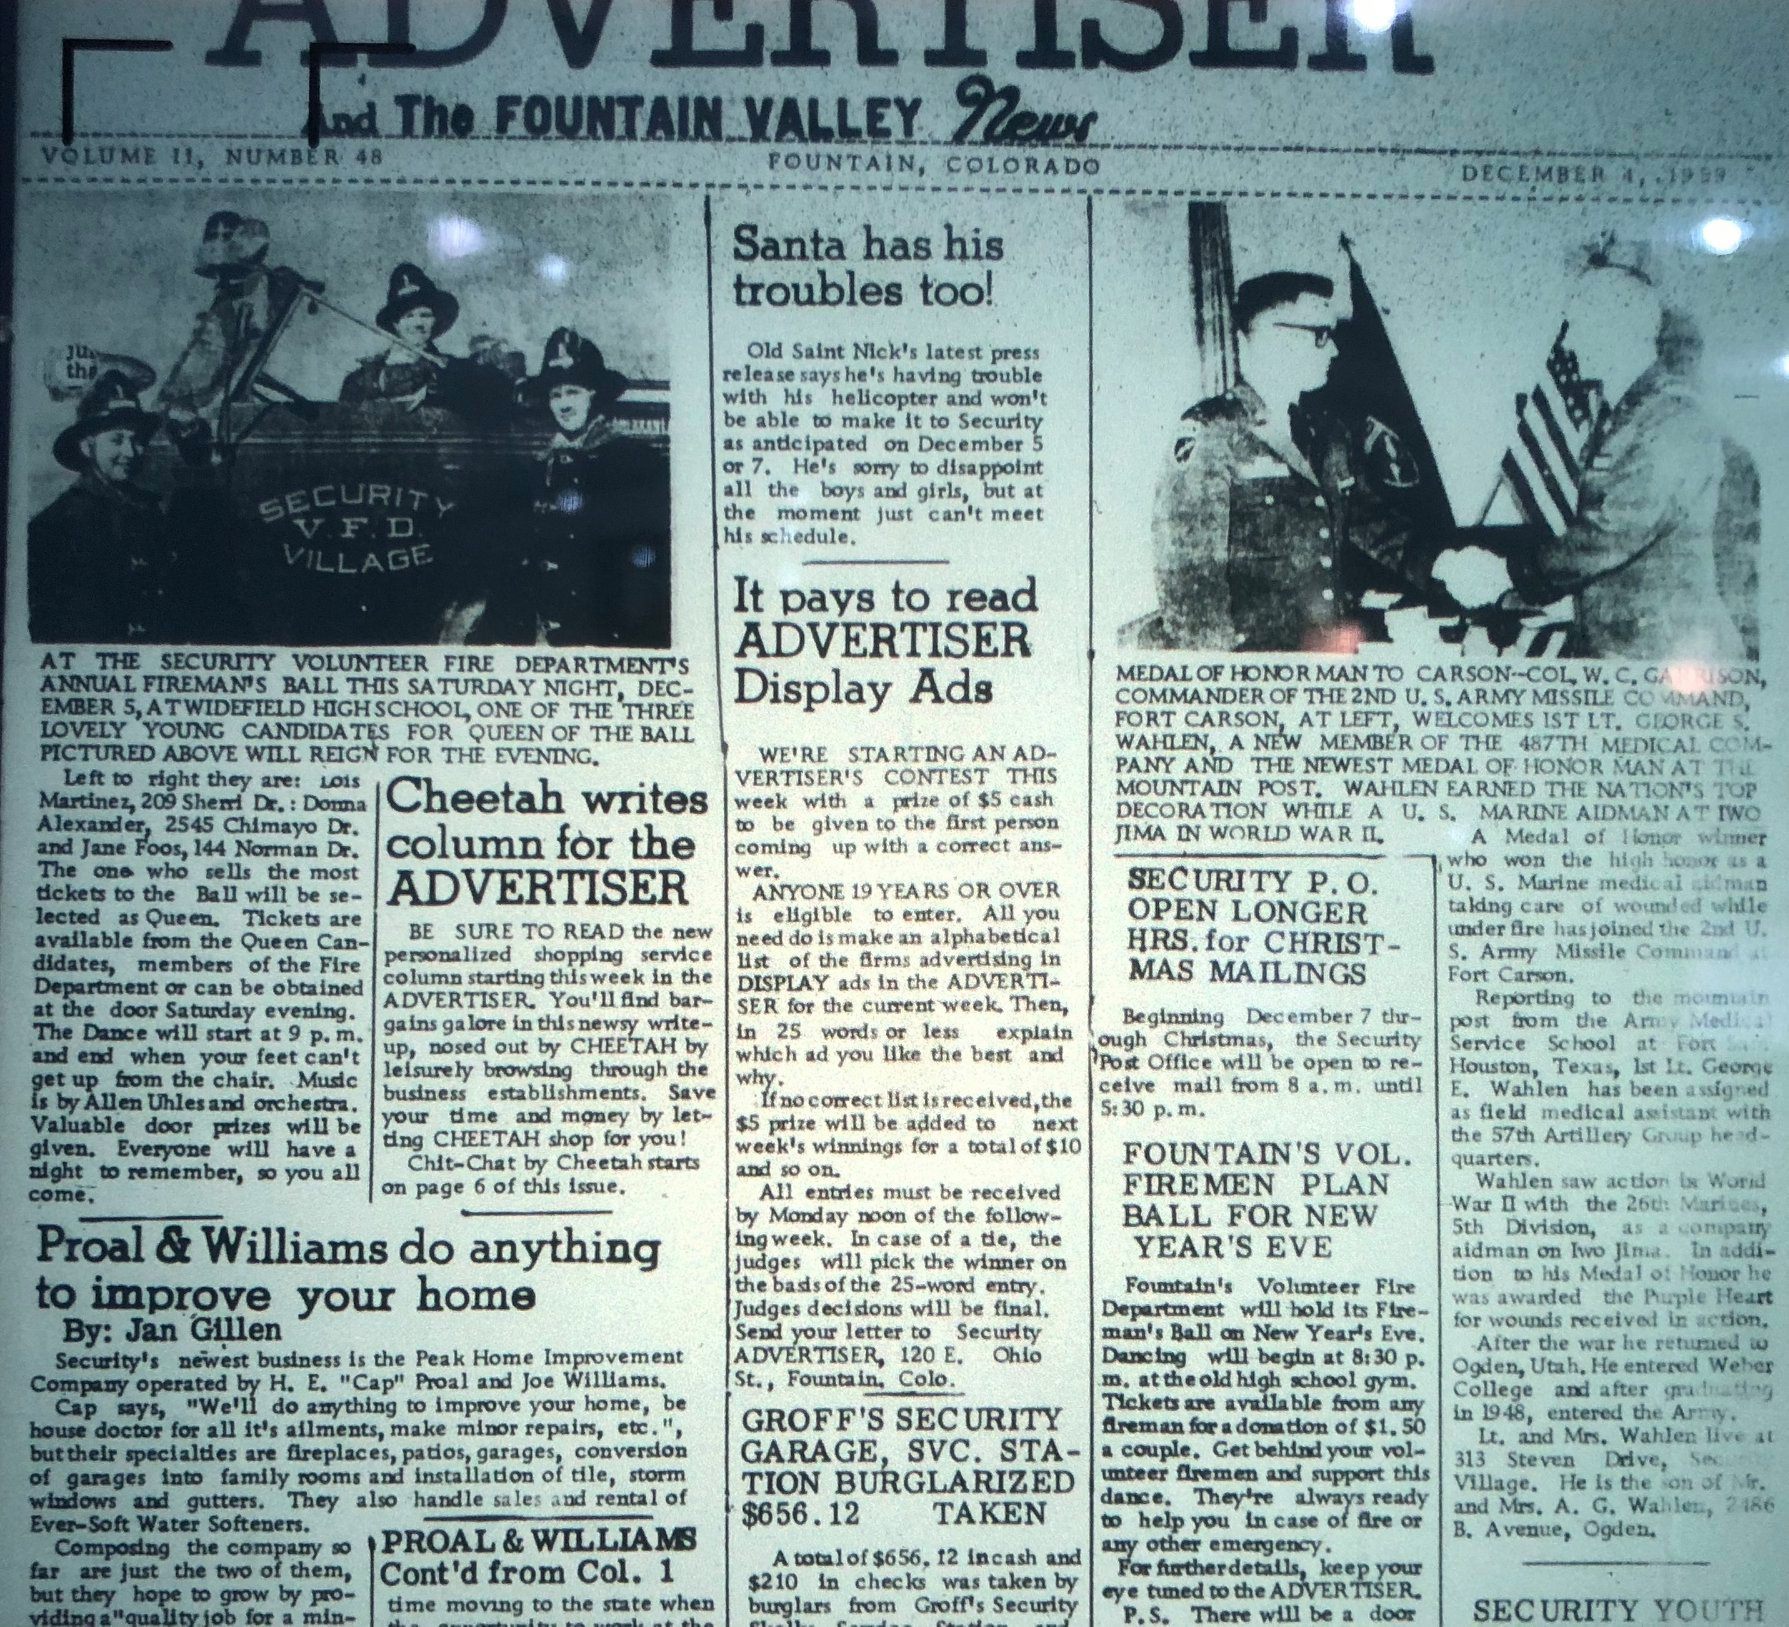 ADVERTISER
And The FOUNTAIN VALLEY News
VOLUME II, NUMBER 48
FOUNTAIN, COLORADO
DECEMBER 4, 1959
SECURITY
V. F. D.
VILLAGE
AT THE SECURITY VOLUNTEER FIRE DEPARTMENT'S
ANNUAL FIREMAN'S BALL THIS SATURDAY NIGHT, DEC-
EMBER 5, AT WIDEFIELD HIGH SCHOOL, ONE OF THE THREE
LOVELY YOUNG CANDIDATES FOR QUEEN OF THE BALL
PICTURED ABOVE WILL REIGN FOR THE EVENING.
Left to right they are: Lois
Martinez, 209 Sherri Dr.: Donna
Alexander, 2545 Chimayo Dr.
and Jane Foos, 144 Norman Dr.
The one who sells the most
tickets to the Ball will be se-
lected as Queen. Tickets are
available from the Queen Can-
didates, members of the Fire
Department or can be obtained
at the door Saturday evening.
The Dance will start at 9 p. m.
and end when your feet can't
get up from the chair. Music
is by Allen Uhles and orchestra.
Valuable door prizes will be
given. Everyone will have a
night to remember, so you all
come.
Cheetah writes
column for the
ADVERTISER
BE SURE TO READ the new
personalized shopping service
column starting this week in the
ADVERTISER. You'll find bar-
gains galore in this newsy write-
up, nosed out by CHEETAH by
leisurely browsing through the
business establishments. Save
your time and money by let-
ting CHEETAH shop for you!
Chit-Chat by Cheetah starts
on page 6 of this issue.
Proal & Williams do anything
to improve your home
By: Jan Gillen
Security's newest business is the Peak Home Improvement
Company operated by H. E. "Cap" Proal and Joe Williams.
Cap says, "We'll do anything to improve your home, be
house doctor for all it's ailments, make minor repairs, etc.",
but their specialties are fireplaces, patios, garages, conversion
of garages into family rooms and installation of tile, storm
windows and gutters. They also handle sales and rental of
Ever-Soft Water Softeners.
Composing the company so
far are just the two of them,
but they hope to grow by pro-
viding a "quality job for a min-
PROAL & WILLIAMS
Cont'd from Col. 1
time moving to the state when
Santa has his
troubles too!
Old Saint Nick's latest press
release says he's having trouble
with his helicopter and won't
be able to make it to Security
as anticipated on December 5
or 7. He's sorry to disappoint
all the boys and girls, but at
the moment just can't meet
his schedule.
It pays to read
ADVERTISER
Display Ads
WE'RE STARTING AN AD-
VERTISER'S CONTEST THIS
week with a prize of $5 cash
to be given to the first person
coming up with a correct ans-
wer.
ANYONE 19 YEARS OR OVER
is eligible to enter. All you
need do is make an alphabetical
list of the firms advertising in
DISPLAY ads in the ADVERTI-
SER for the current week. Then,
in 25 words or less explain
which ad you like the best and
why.
If no correct list is received, the
$5 prize will be added to next
week's winnings for a total of $10
and so on.
All entries must be received
by Monday noon of the follow-
ing week. In case of a tie, the
judges will pick the winner on
the basis of the 25-word entry.
Judges decisions will be final.
Send your letter to Security
ADVERTISER, 120 E. Ohio
St., Fountain, Colo.
GROFF'S SECURITY
GARAGE, SVC. STA-
TION BURGLARIZED
$656.12 TAKEN
A total of $656.12 in cash and
$210 in checks was taken by
burglars from Groff's Security
MEDAL OF HONOR MAN TO CARSON--COL. W. C. GARRISON,
COMMANDER OF THE 2ND U. S. ARMY MISSILE COMMAND,
FORT CARSON, AT LEFT, WELCOMES 1ST LT. GEORGE S.
WAHLEN, A NEW MEMBER OF THE 487TH MEDICAL COM-
PANY AND THE NEWEST MEDAL OF HONOR MAN AT THE
MOUNTAIN POST. WAHLEN EARNED THE NATION'S TOP
DECORATION WHILE A U. S. MARINE AIDMAN AT IWO
JIMA IN WORLD WAR II.
SECURITY P. O.
OPEN LONGER
HRS. for CHRIST-
MAS MAILINGS
Beginning December 7 thr-
ough Christmas, the Security
Post Office will be open to re-
ceive mail from 8 a. m. until
5:30 p. m.
FOUNTAIN'S VOL.
FIREMEN PLAN
BALL FOR NEW
YEAR'S EVE
Fountain's Volunteer Fire
Department will hold its Fire-
man's Ball on New Year's Eve.
Dancing will begin at 8:30 p.
m. at the old high school gym.
Tickets are available from any
fireman for a donation of $1.50
a couple. Get behind your vol-
unteer firemen and support this
dance. They're always ready
to help you in case of fire or
any other emergency.
For further details, keep your
eye tuned to the ADVERTISER.
P.S. There will be a door
A Medal of Honor winner
who won the high honor as a
U. S. Marine medical aidman
taking care of wounded while
under fire has joined the 2nd U.
S. Army Missile Command at
Fort Carson.
Reporting to the mountain
post from the Army Medical
Service School at Fort Sam
Houston, Texas, 1st Lt. George
E. Wahlen has been assigned
as field medical assistant with
the 57th Artillery Group head-
quarters.
Wahlen saw action in World
War II with the 26th Marines,
5th Division, as a company
aidman on Iwo Jima. In addi-
tion to his Medal of Honor he
was awarded the Purple Heart
for wounds received in action.
After the war he returned to
Ogden, Utah. He entered Weber
College and after graduating
in 1948, entered the Army.
Lt. and Mrs. Wahlen live at
313 Steven Drive, Security
Village. He is the son of Mr.
and Mrs. A. G. Wahlen, 2486
B. Avenue, Ogden.
SECURITY YOUTH